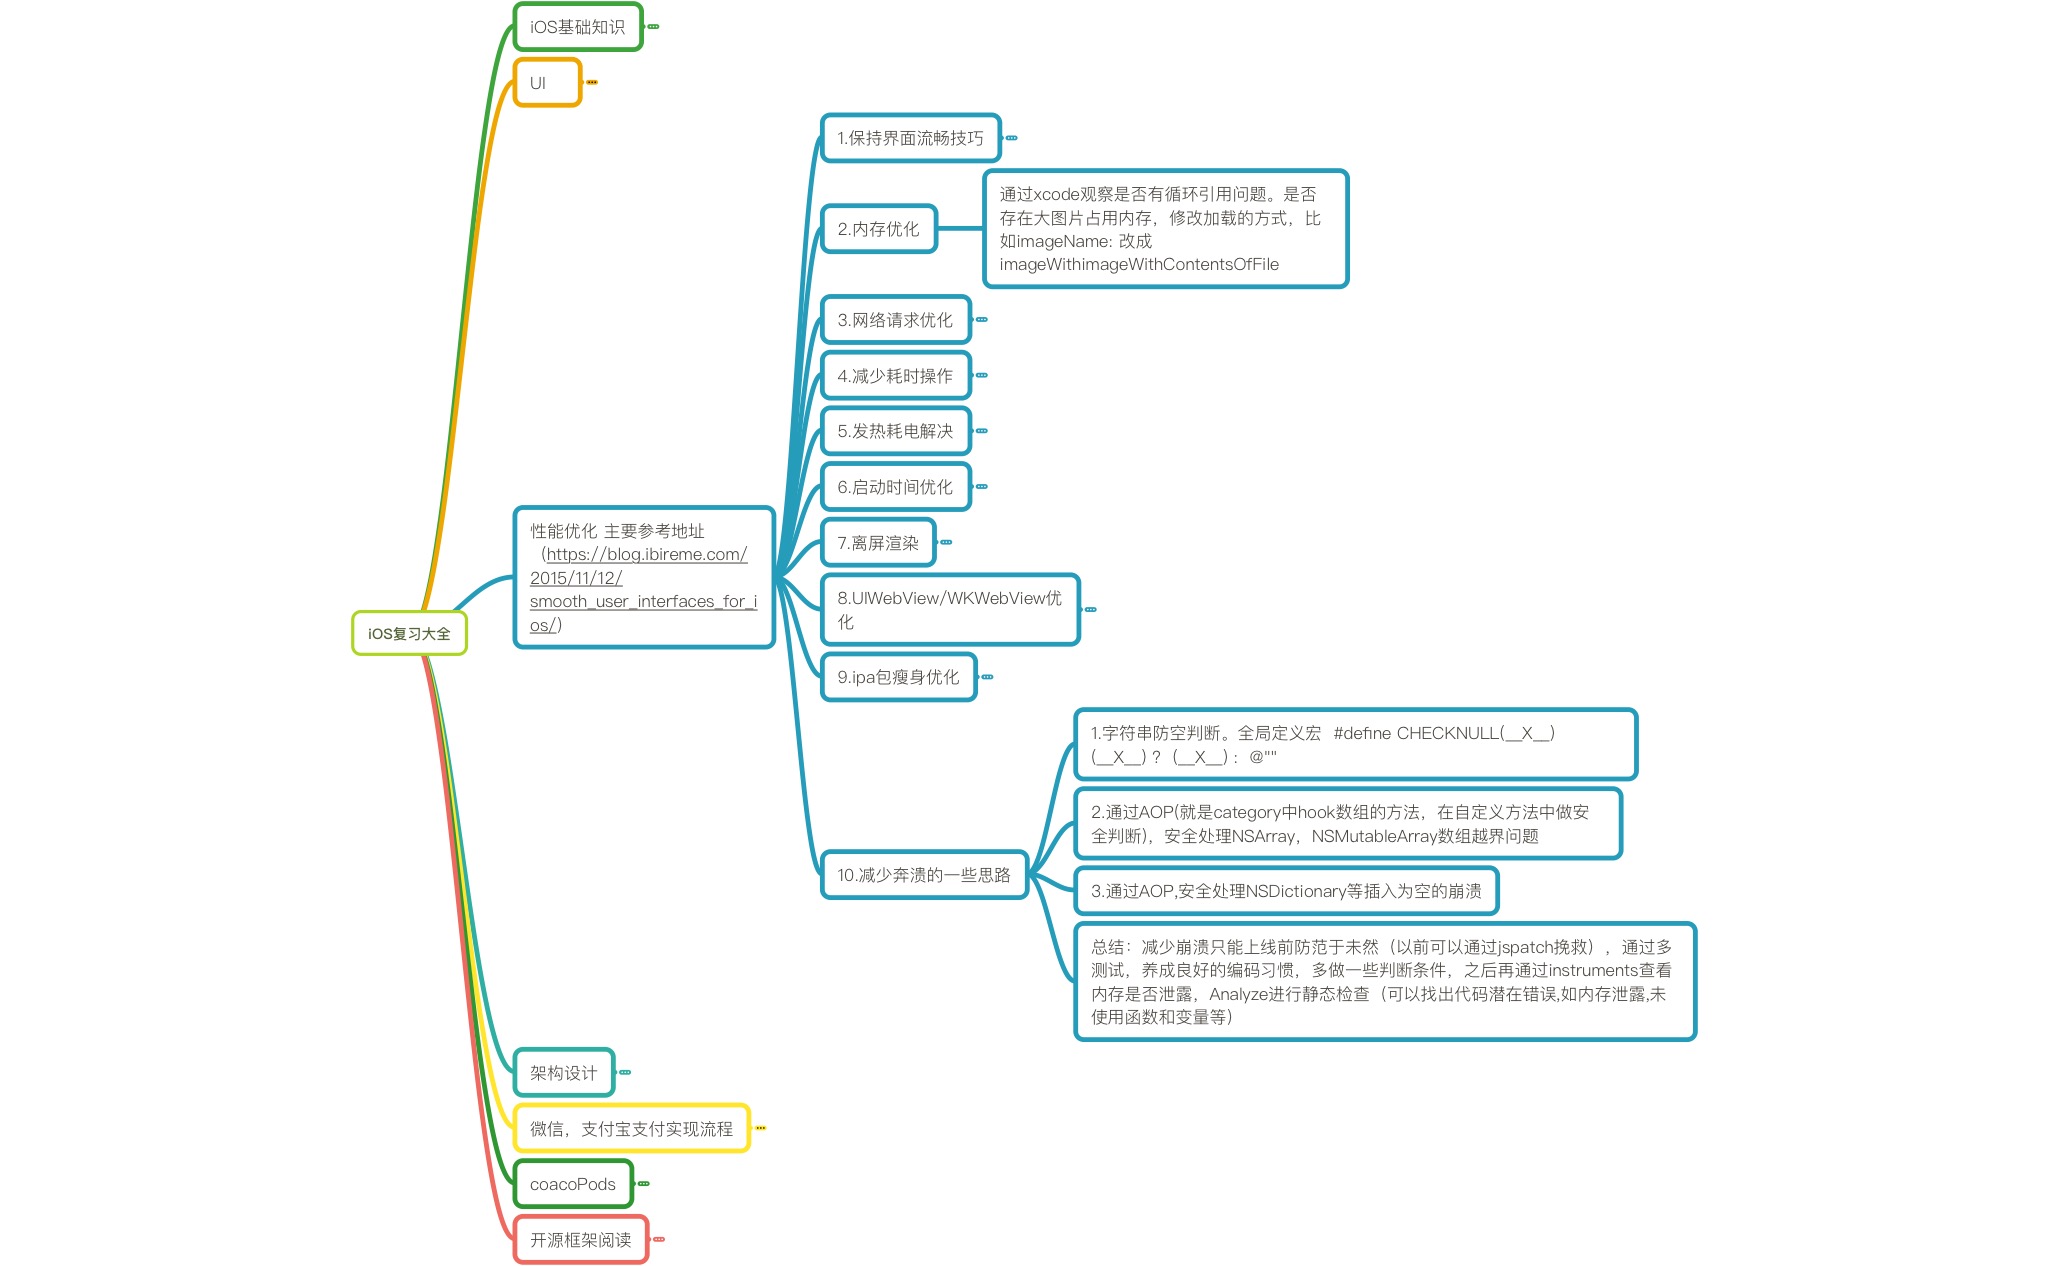 iOS基础知识
UI
1.保持界面流畅技巧
通过xcode观察是否有循环引用问题。是否
存在大图片占用内存，修改加载的方式，比
如imageName: 改成
imageWithimageWithContentsOfFile
2.内存优化
3.网络请求优化
4.减少耗时操作
5.发热耗电解决
6.启动时间优化
性能优化 主要参考地址
（https://blog.ibireme.com/
2015/11/12/
smooth_user_interfaces_for_i
os/）
7.离屏渲染
8.UIWebView/WKWebView优
化
iOS复习大全
9.ipa包瘦身优化
1.字符串防空判断。全局定义宏  #define CHECKNULL(__X__)
(__X__) ？ (__X__)： @""
2.通过AOP(就是category中hook数组的方法，在自定义方法中做安
全判断)，安全处理NSArray，NSMutableArray数组越界问题
10.减少奔溃的一些思路
3.通过AOP,安全处理NSDictionary等插入为空的崩溃
总结：减少崩溃只能上线前防范于未然（以前可以通过jspatch挽救），通过多
测试，养成良好的编码习惯，多做一些判断条件，之后再通过instruments查看
内存是否泄露，Analyze进行静态检查（可以找出代码潜在错误,如内存泄露,未
使用函数和变量等）
架构设计
微信，支付宝支付实现流程
coacoPods
开源框架阅读